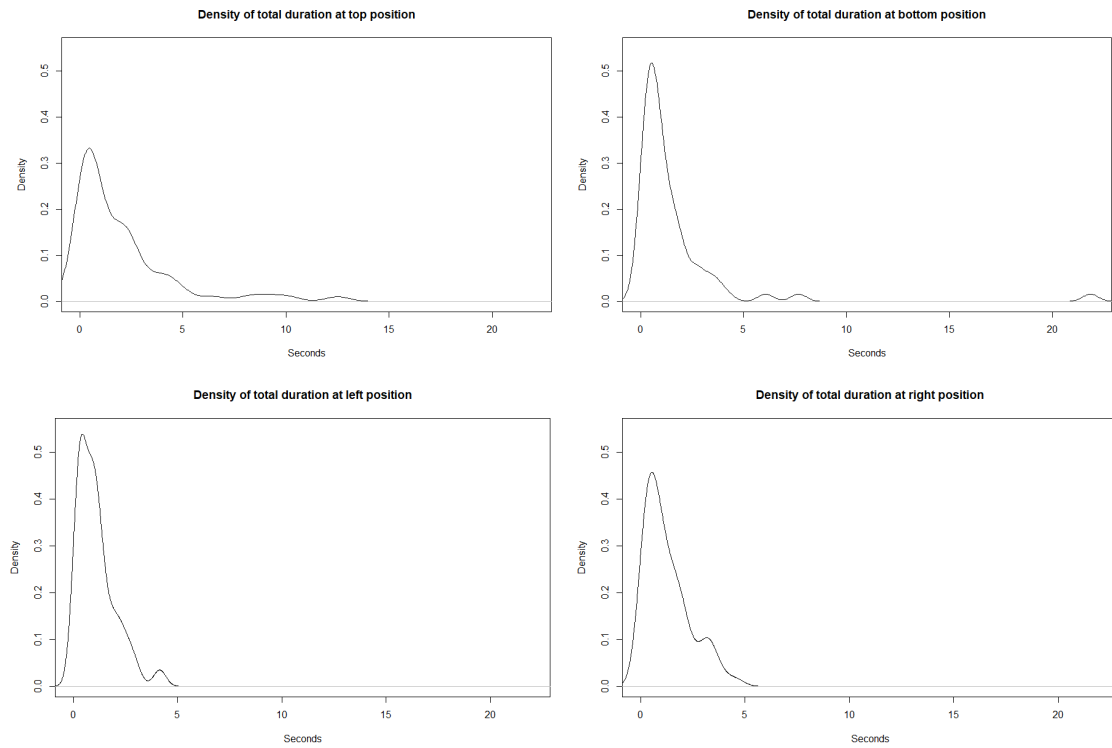 Density of total duration at top position
Density
0.0
0.1
0.2
0.3
0.4
0.5
0 5 10 15 20
Seconds
Density of total duration at bottom position
Density
0.0
0.1
0.2
0.3
0.4
0.5
0 5 10 15 20
Seconds
Density of total duration at left position
Density
0.0
0.1
0.2
0.3
0.4
0.5
0 5 10 15 20
Seconds
Density of total duration at right position
Density
0.0
0.1
0.2
0.3
0.4
0.5
0 5 10 15 20
Seconds